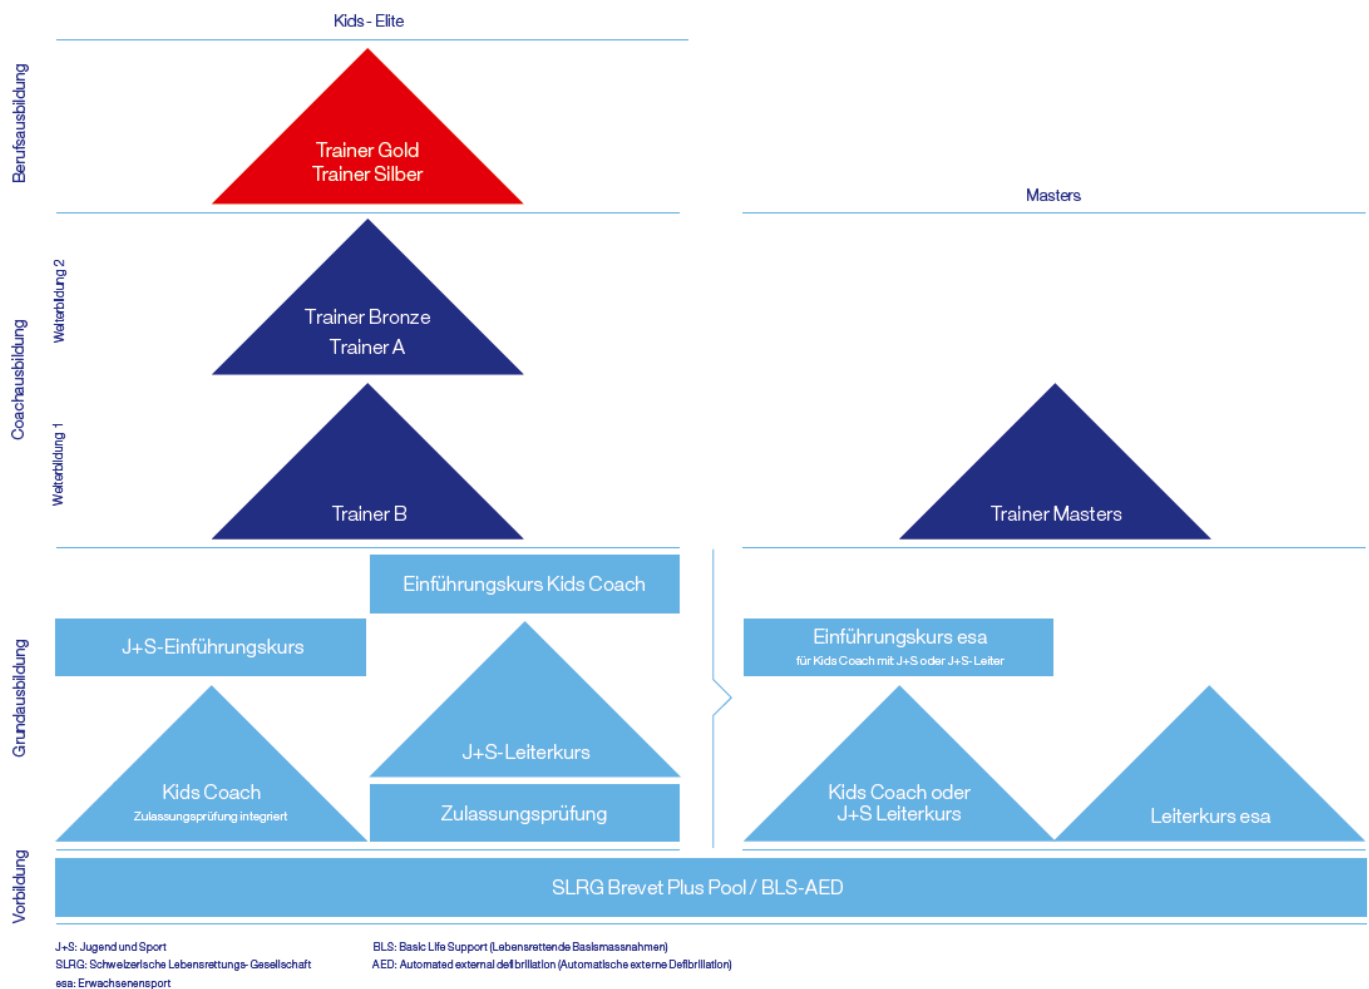 Kids - Elite
Berufsausbildung
Trainer Gold
Trainer Silber
Masters
Coachausbildung
Weiterbildung 2
Trainer Bronze
Trainer A
Weiterbildung 1
Trainer B
Trainer Masters
Grundausbildung
Einführungskurs Kids Coach
J+S-Einführungskurs
Einführungskurs esa
für Kids Coach mit J+S oder J+S-Leiter
J+S-Leiterkurs
Kids Coach
Zulassungsprüfung integriert
Zulassungsprüfung
Kids Coach oder
J+S Leiterkurs
Leiterkurs esa
Vorbildung
SLRG Brevet Plus Pool / BLS-AED
J+S: Jugend und Sport
SLRG: Schweizerische Lebensrettungs-Gesellschaft
esa: Erwachsenensport
BLS: Basic Life Support (Lebensrettende Basismassnahmen)
AED: Automated external defibrillation (Automatische externe Defibrillation)